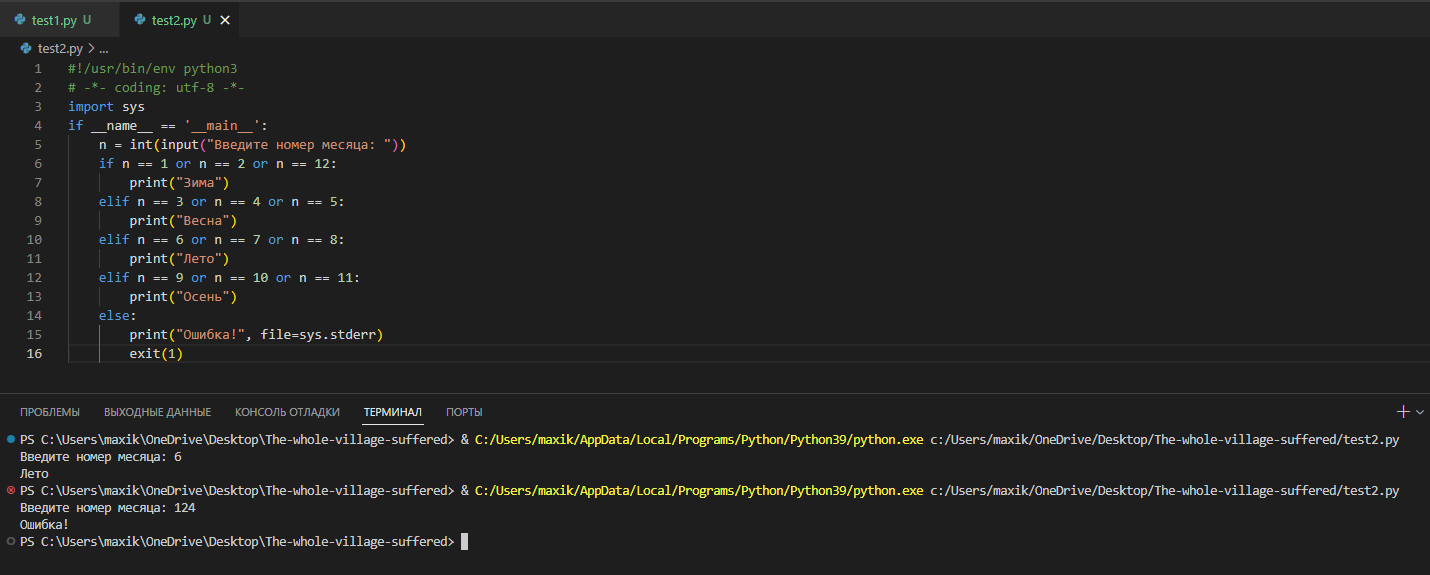 test1.py U test2.py U
test2.py > ...
1 #!/usr/bin/env python3
2 # -*- coding: utf-8 -*-
3 import sys
4 if __name__ == '__main__':
5 n = int(input("Введите номер месяца: "))
6 if n == 1 or n == 2 or n == 12:
7 print("Зима")
8 elif n == 3 or n == 4 or n == 5:
9 print("Весна")
10 elif n == 6 or n == 7 or n == 8:
11 print("Лето")
12 elif n == 9 or n == 10 or n == 11:
13 print("Осень")
14 else:
15 print("Ошибка!", file=sys.stderr)
16 exit(1)
ПРОБЛЕМЫ ВЫХОДНЫЕ ДАННЫЕ КОНСОЛЬ ОТЛАДКИ ТЕРМИНАЛ ПОРТЫ
PS C:\Users\maxik\OneDrive\Desktop\The-whole-village-suffered> & C:/Users/maxik/AppData/Local/Programs/Python/Python39/python.exe c:/Users/maxik/OneDrive/Desktop/The-whole-village-suffered/test2.py
Введите номер месяца: 6
Лето
PS C:\Users\maxik\OneDrive\Desktop\The-whole-village-suffered> & C:/Users/maxik/AppData/Local/Programs/Python/Python39/python.exe c:/Users/maxik/OneDrive/Desktop/The-whole-village-suffered/test2.py
Введите номер месяца: 124
Ошибка!
PS C:\Users\maxik\OneDrive\Desktop\The-whole-village-suffered>